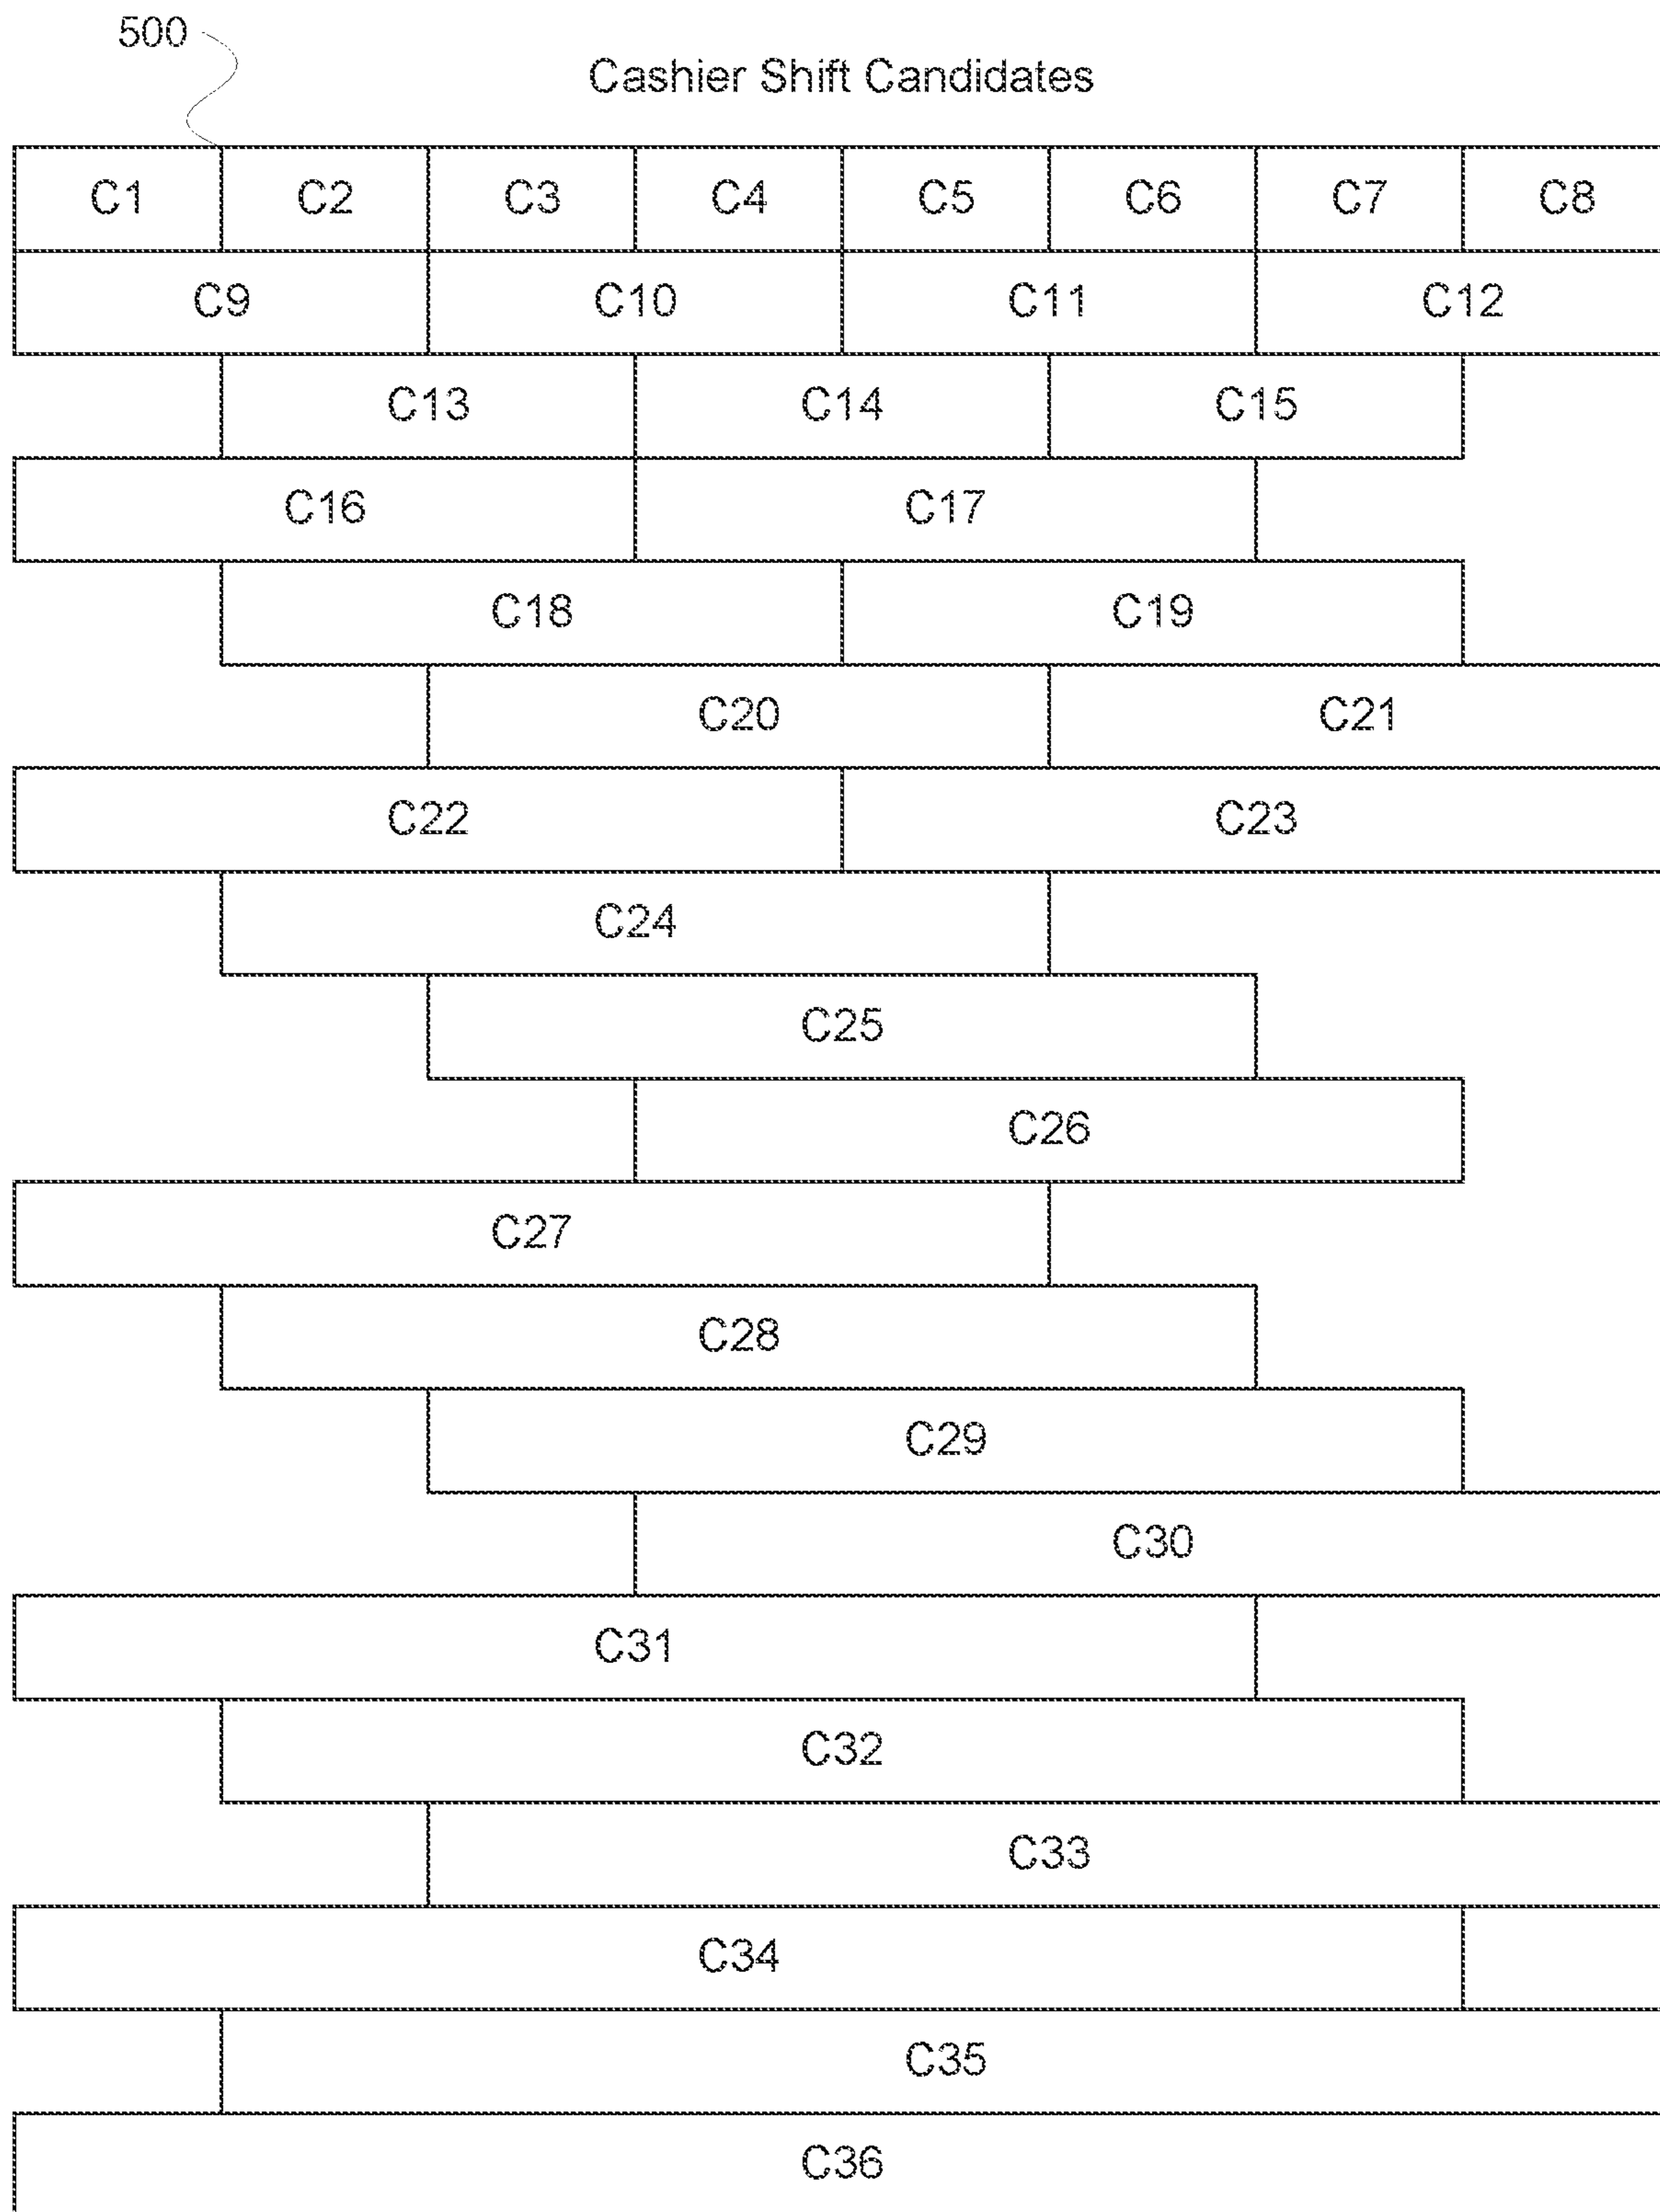 500
Cashier Shift Candidates
C1 C2 C3 C4 C5 C6 C7 C8
C9 C10 C11 C12
C13 C14 C15
C16 C17
C18 C19
C20 C21
C22 C23
C24
C25
C26
C27
C28
C29
C30
C31
C32
C33
C34
C35
C36